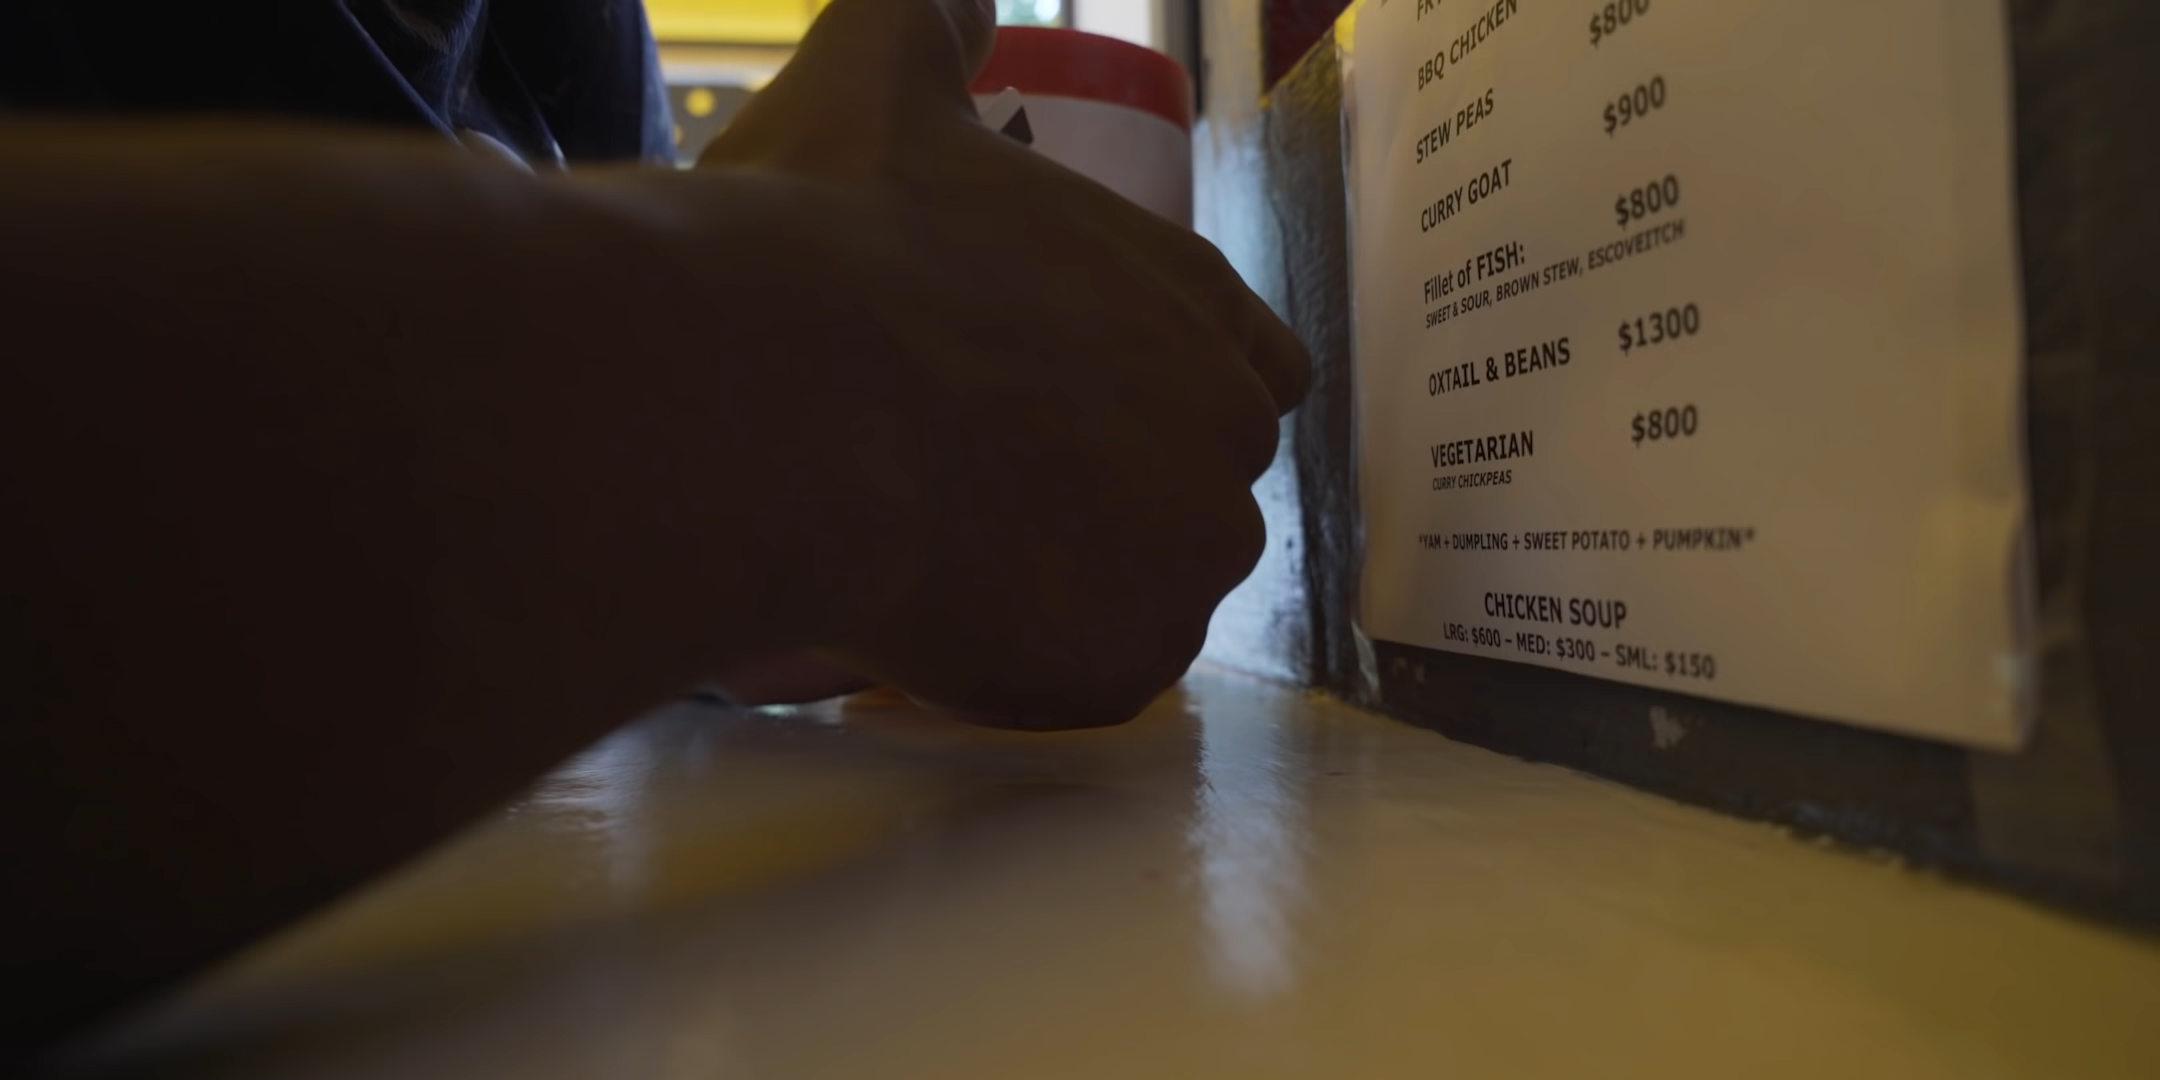 BBQ CHICKEN
STEW PEAS $800
CURRY GOAT $900
Fillet of FISH: $800
SWEET & SOUR, BROWN STEW, ESCOVEITCH
OXTAIL & BEANS $1300
VEGETARIAN $800
CURRY CHICKPEAS
*YAM + DUMPLING + SWEET POTATO + PUMPKIN*
CHICKEN SOUP
LRG: $600 – MED: $300 – SML: $150